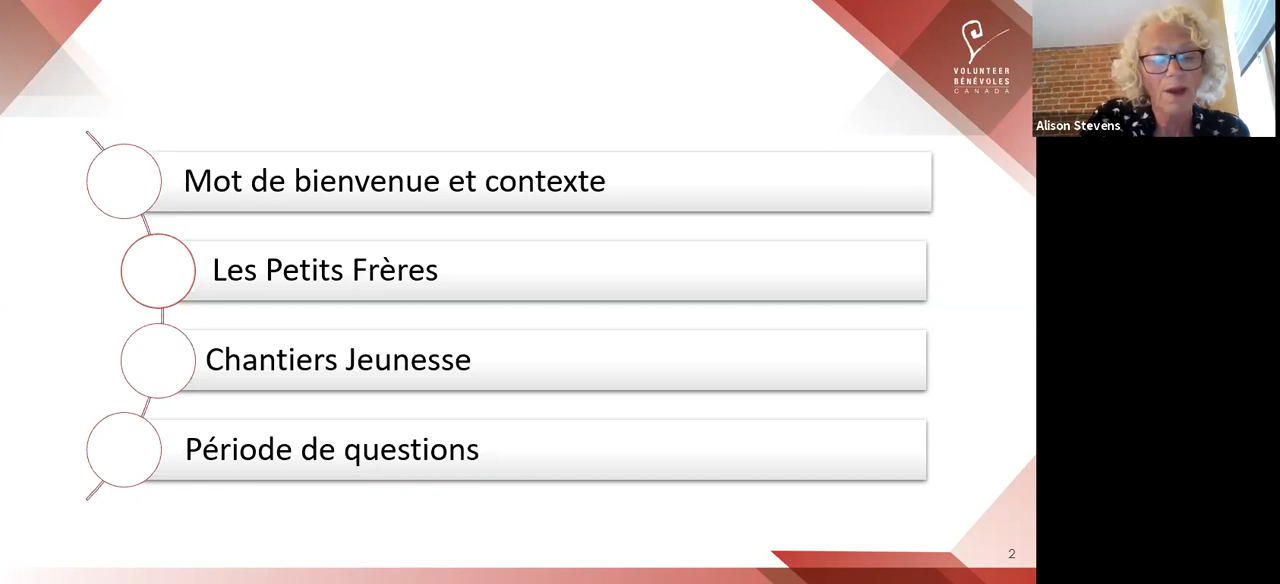 VOLUNTEER
BÉNÉVOLES
CANADA
Alison Stevens
Mot de bienvenue et contexte
Les Petits Frères
Chantiers Jeunesse
Période de questions
2